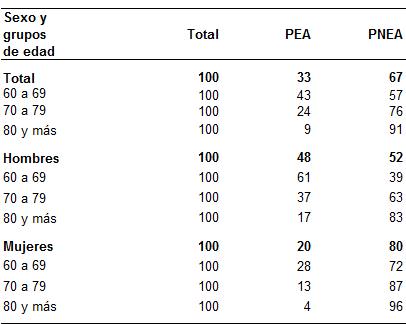 Sexo y
grupos
de edad Total PEA PNEA
Total 100 33 67
60 a 69 100 43 57
70 a 79 100 24 76
80 y más 100 9 91
Hombres 100 48 52
60 a 69 100 61 39
70 a 79 100 37 63
80 y más 100 17 83
Mujeres 100 20 80
60 a 69 100 28 72
70 a 79 100 13 87
80 y más 100 4 96